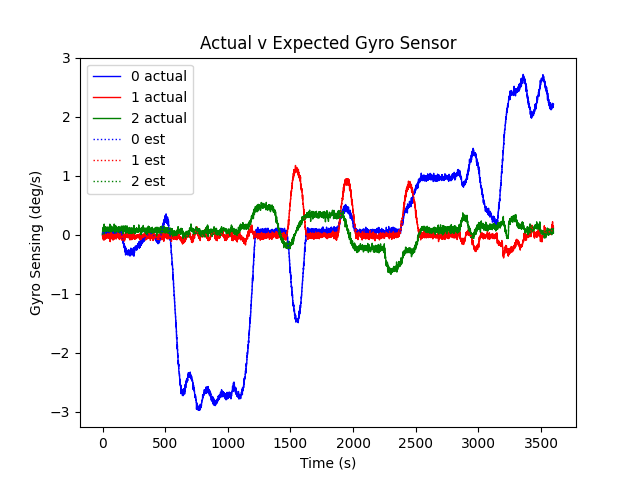 Actual v Expected Gyro Sensor
3
2
1
0
−1
−2
−3
Gyro Sensing (deg/s)
0 actual
1 actual
2 actual
0 est
1 est
2 est
0 500 1000 1500 2000 2500 3000 3500
Time (s)